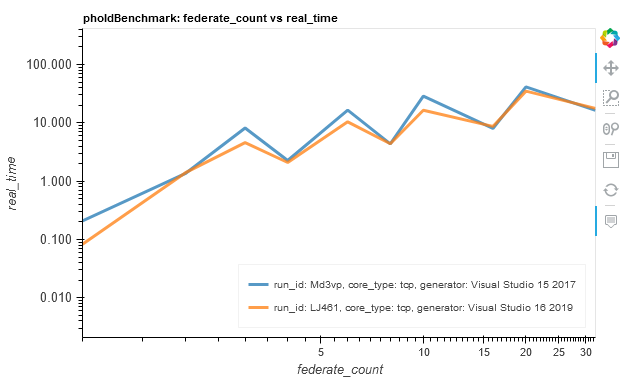 pholdBenchmark: federate_count vs real_time
100.000
10.000
1.000
0.100
0.010
real_time
run_id: Md3vp, core_type: tcp, generator: Visual Studio 15 2017
run_id: LJ461, core_type: tcp, generator: Visual Studio 16 2019
5
10
15
20
25
30
federate_count